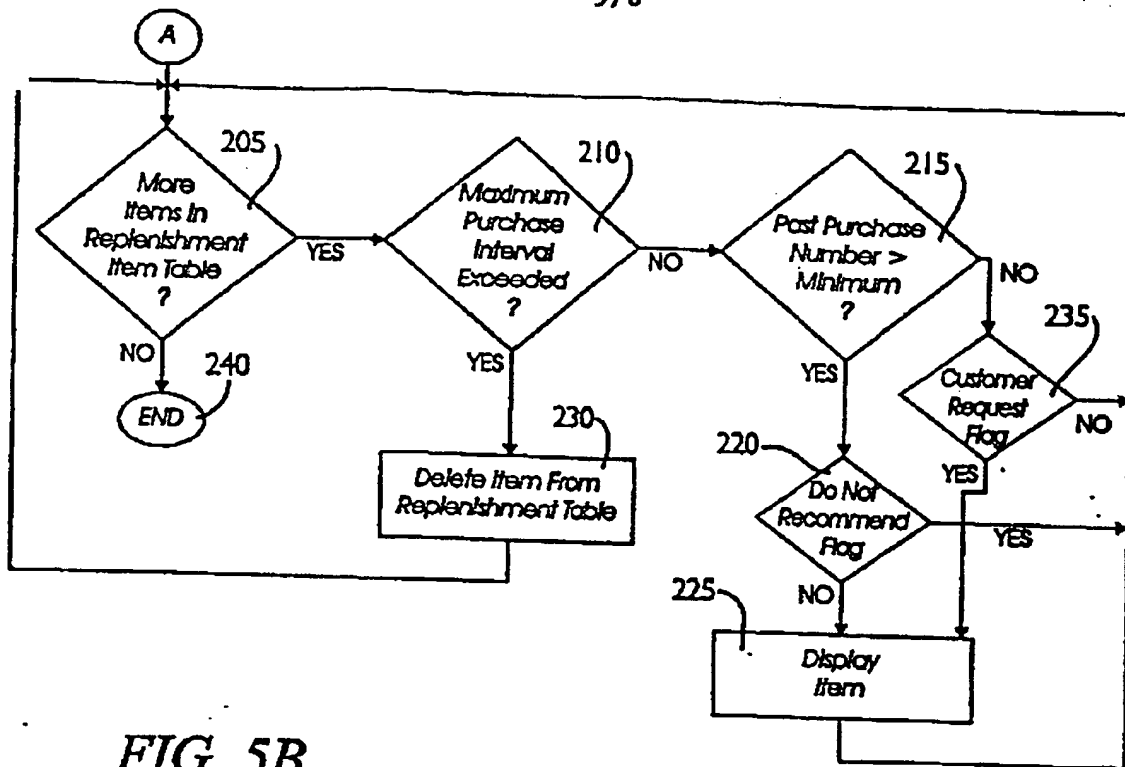 A
205
More
Items In
Replenishment
Item Table
?
YES
NO
240
END
210
Maximum
Purchase
Interval
Exceeded
?
NO
YES
230
Delete Item From
Replenishment Table
215
Past Purchase
Number >
Minimum
?
NO
YES
235
Customer
Request
Flag
NO
YES
220
Do Not
Recommend
Flag
YES
NO
225
Display
Item
FIG. 5B